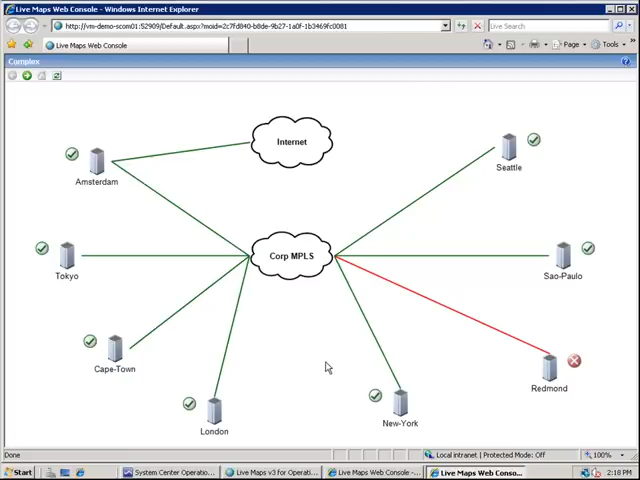 Live Maps Web Console - Windows Internet Explorer
http://vm-demo-scom01:52909/Default.aspx?moid=2c7fd840-b8de-9b27-1a0f-1b3469fc0081
Live Search
Live Maps Web Console
Page
Tools
Complex
Internet
Amsterdam
Seattle
Corp MPLS
Tokyo
Sao-Paulo
Cape-Town
Redmond
New-York
London
Done
Local intranet | Protected Mode: Off
100%
Start
System Center Operatio...
Live Maps v3 for Operati...
Live Maps Web Console -...
Live Maps Web Conso...
2:18 PM